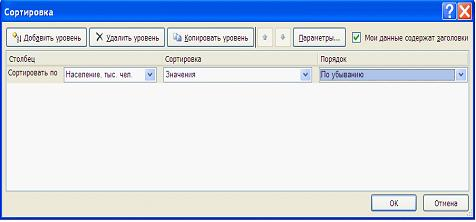 Сортировка
Добавить уровень Удалить уровень Копировать уровень Параметры... Мои данные содержат заголовки
Столбец Сортировка Порядок
Сортировать по Население, тыс. чел. Значения По убыванию
ОК Отмена